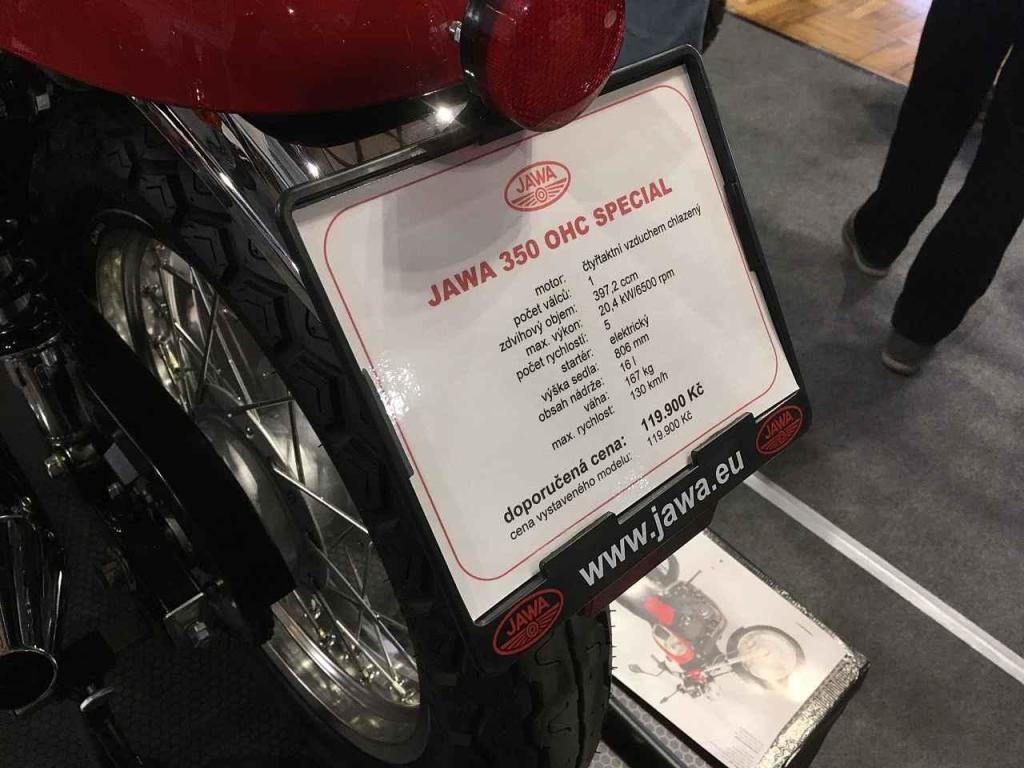 JAWA
JAWA 350 OHC SPECIAL
motor: čtyřtaktní vzduchem chlazený
počet válců: 1
zdvihový objem: 397,2 ccm
max. výkon: 20,4 kW/6500 rpm
počet rychlostí: 5
startér: elektrický
výška sedla: 806 mm
obsah nádrže: 16 l
váha: 167 kg
max. rychlost: 130 km/h
doporučená cena: 119.900 Kč
cena vystaveného modelu: 119.900 Kč
JAWA www.jawa.eu JAWA